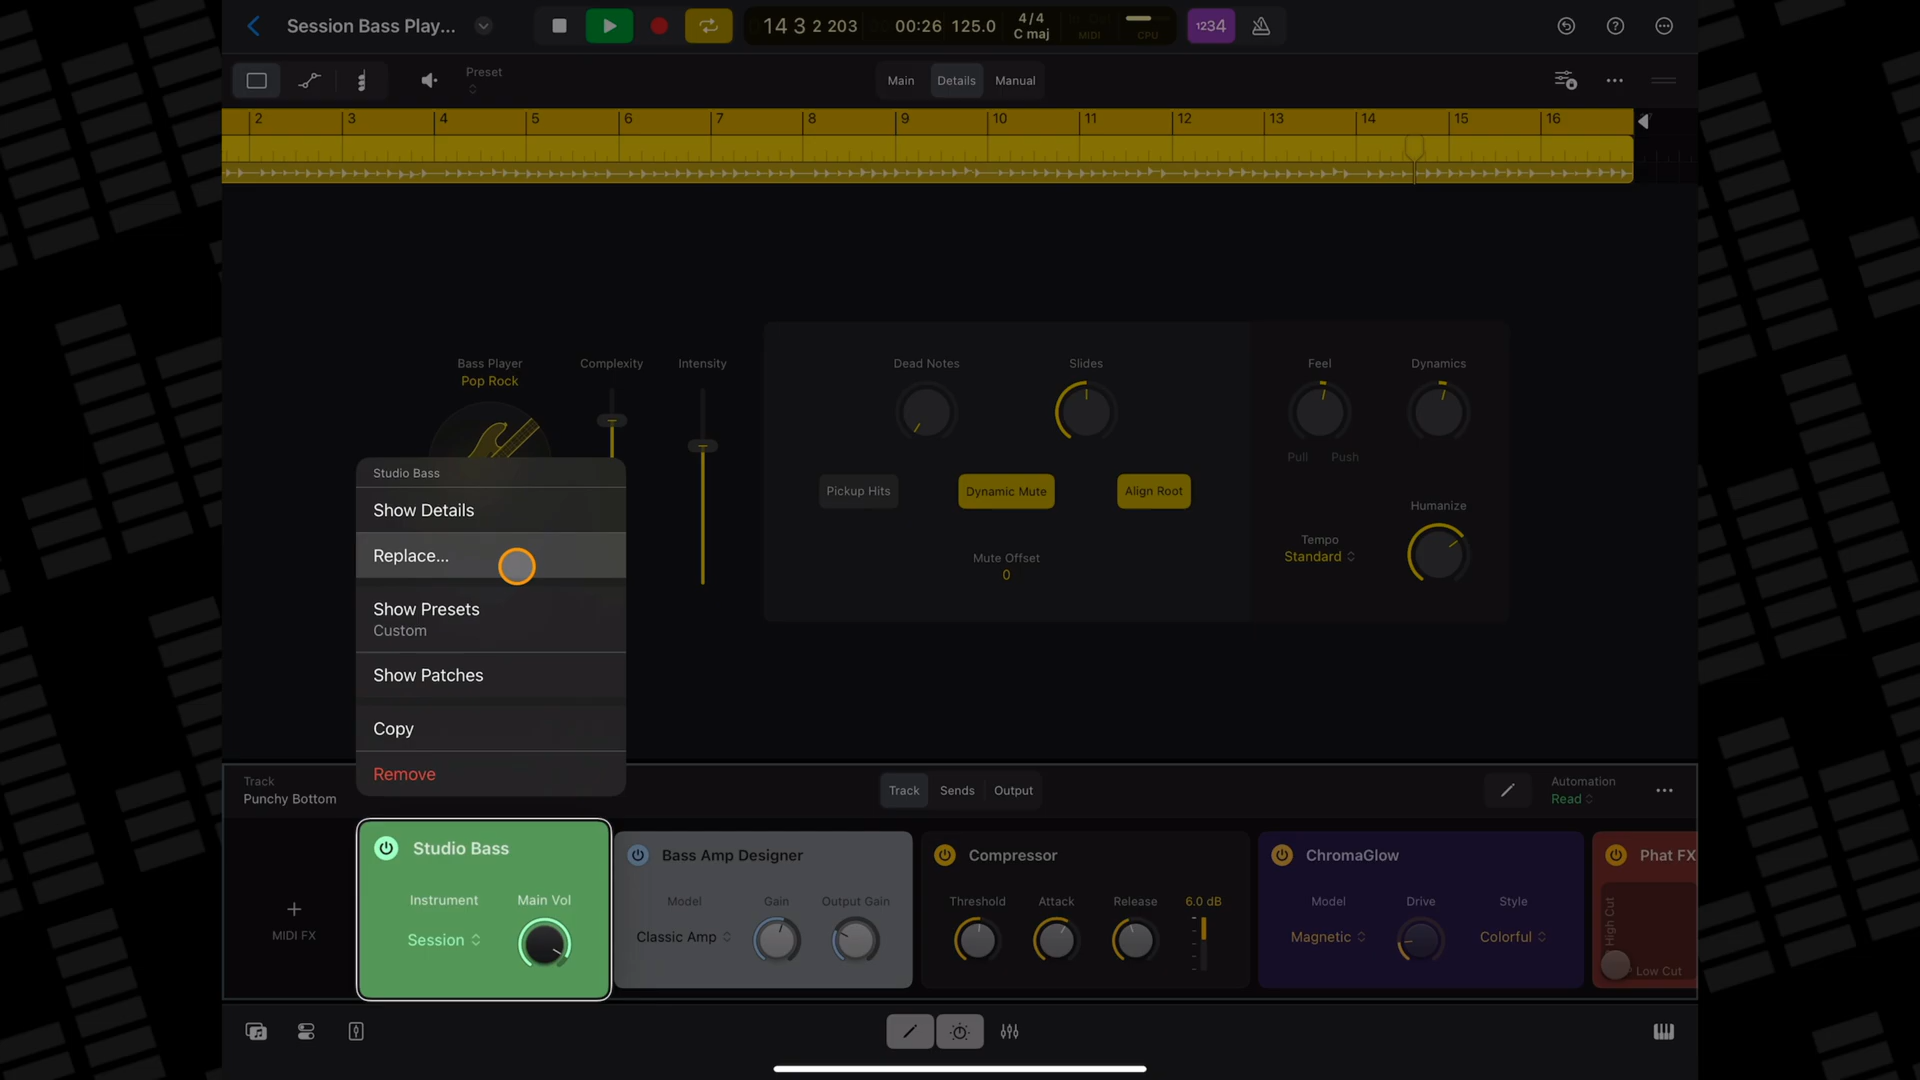 Session Bass Play...
14 3 2 203
00:26
125.0
4/4
C maj
MIDI
CPU
1234
Preset
Main
Details
Manual
2
3
4
5
6
7
8
9
10
11
12
13
14
15
16
Bass Player
Pop Rock
Complexity
Intensity
Dead Notes
Slides
Feel
Dynamics
Pull
Push
Pickup Hits
Dynamic Mute
Align Root
Humanize
Tempo
Standard
Mute Offset
0
Studio Bass
Show Details
Replace...
Show Presets
Custom
Show Patches
Copy
Remove
Track
Punchy Bottom
Track
Sends
Output
Automation
Read
MIDI FX
Studio Bass
Instrument
Main Vol
Session
Bass Amp Designer
Model
Gain
Output Gain
Classic Amp
Compressor
Threshold
Attack
Release
6.0 dB
ChromaGlow
Model
Drive
Style
Magnetic
Colorful
Phat FX
High Cut
Low Cut